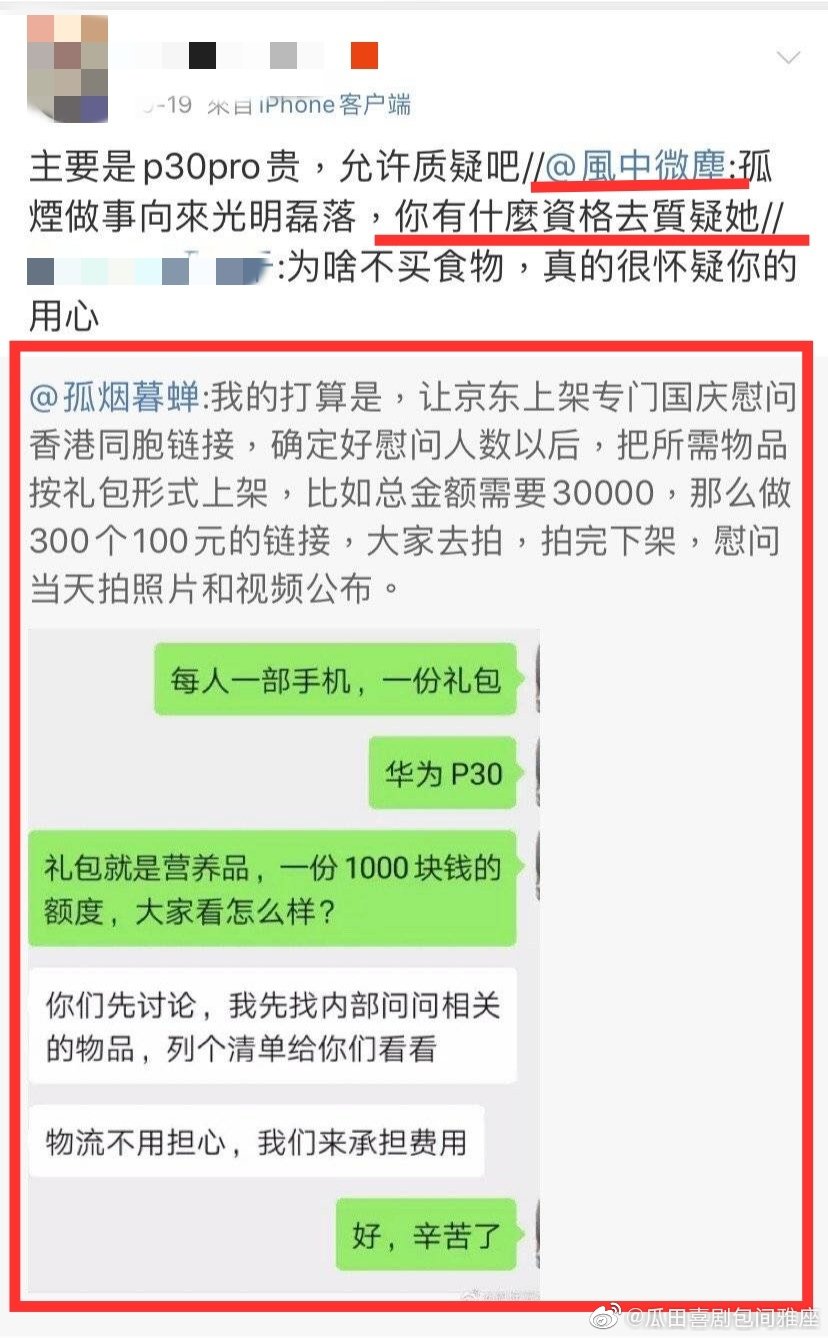 -19 來自 iPhone客户端
主要是p30pro贵，允许质疑吧//@風中微塵:孤
煙做事向來光明磊落，你有什麼資格去質疑她//
:为啥不买食物，真的很怀疑你的
用心
@孤烟暮蝉:我的打算是，让京东上架专门国庆慰问
香港同胞链接，确定好慰问人数以后，把所需物品
按礼包形式上架，比如总金额需要30000，那么做
300个100元的链接，大家去拍，拍完下架，慰问
当天拍照片和视频公布。
每人一部手机，一份礼包
华为 P30
礼包就是营养品，一份 1000 块钱的
额度，大家看怎么样？
你们先讨论，我先找内部问问相关
的物品，列个清单给你们看看
物流不用担心，我们来承担费用
好，辛苦了
@瓜田喜剧包间雅座